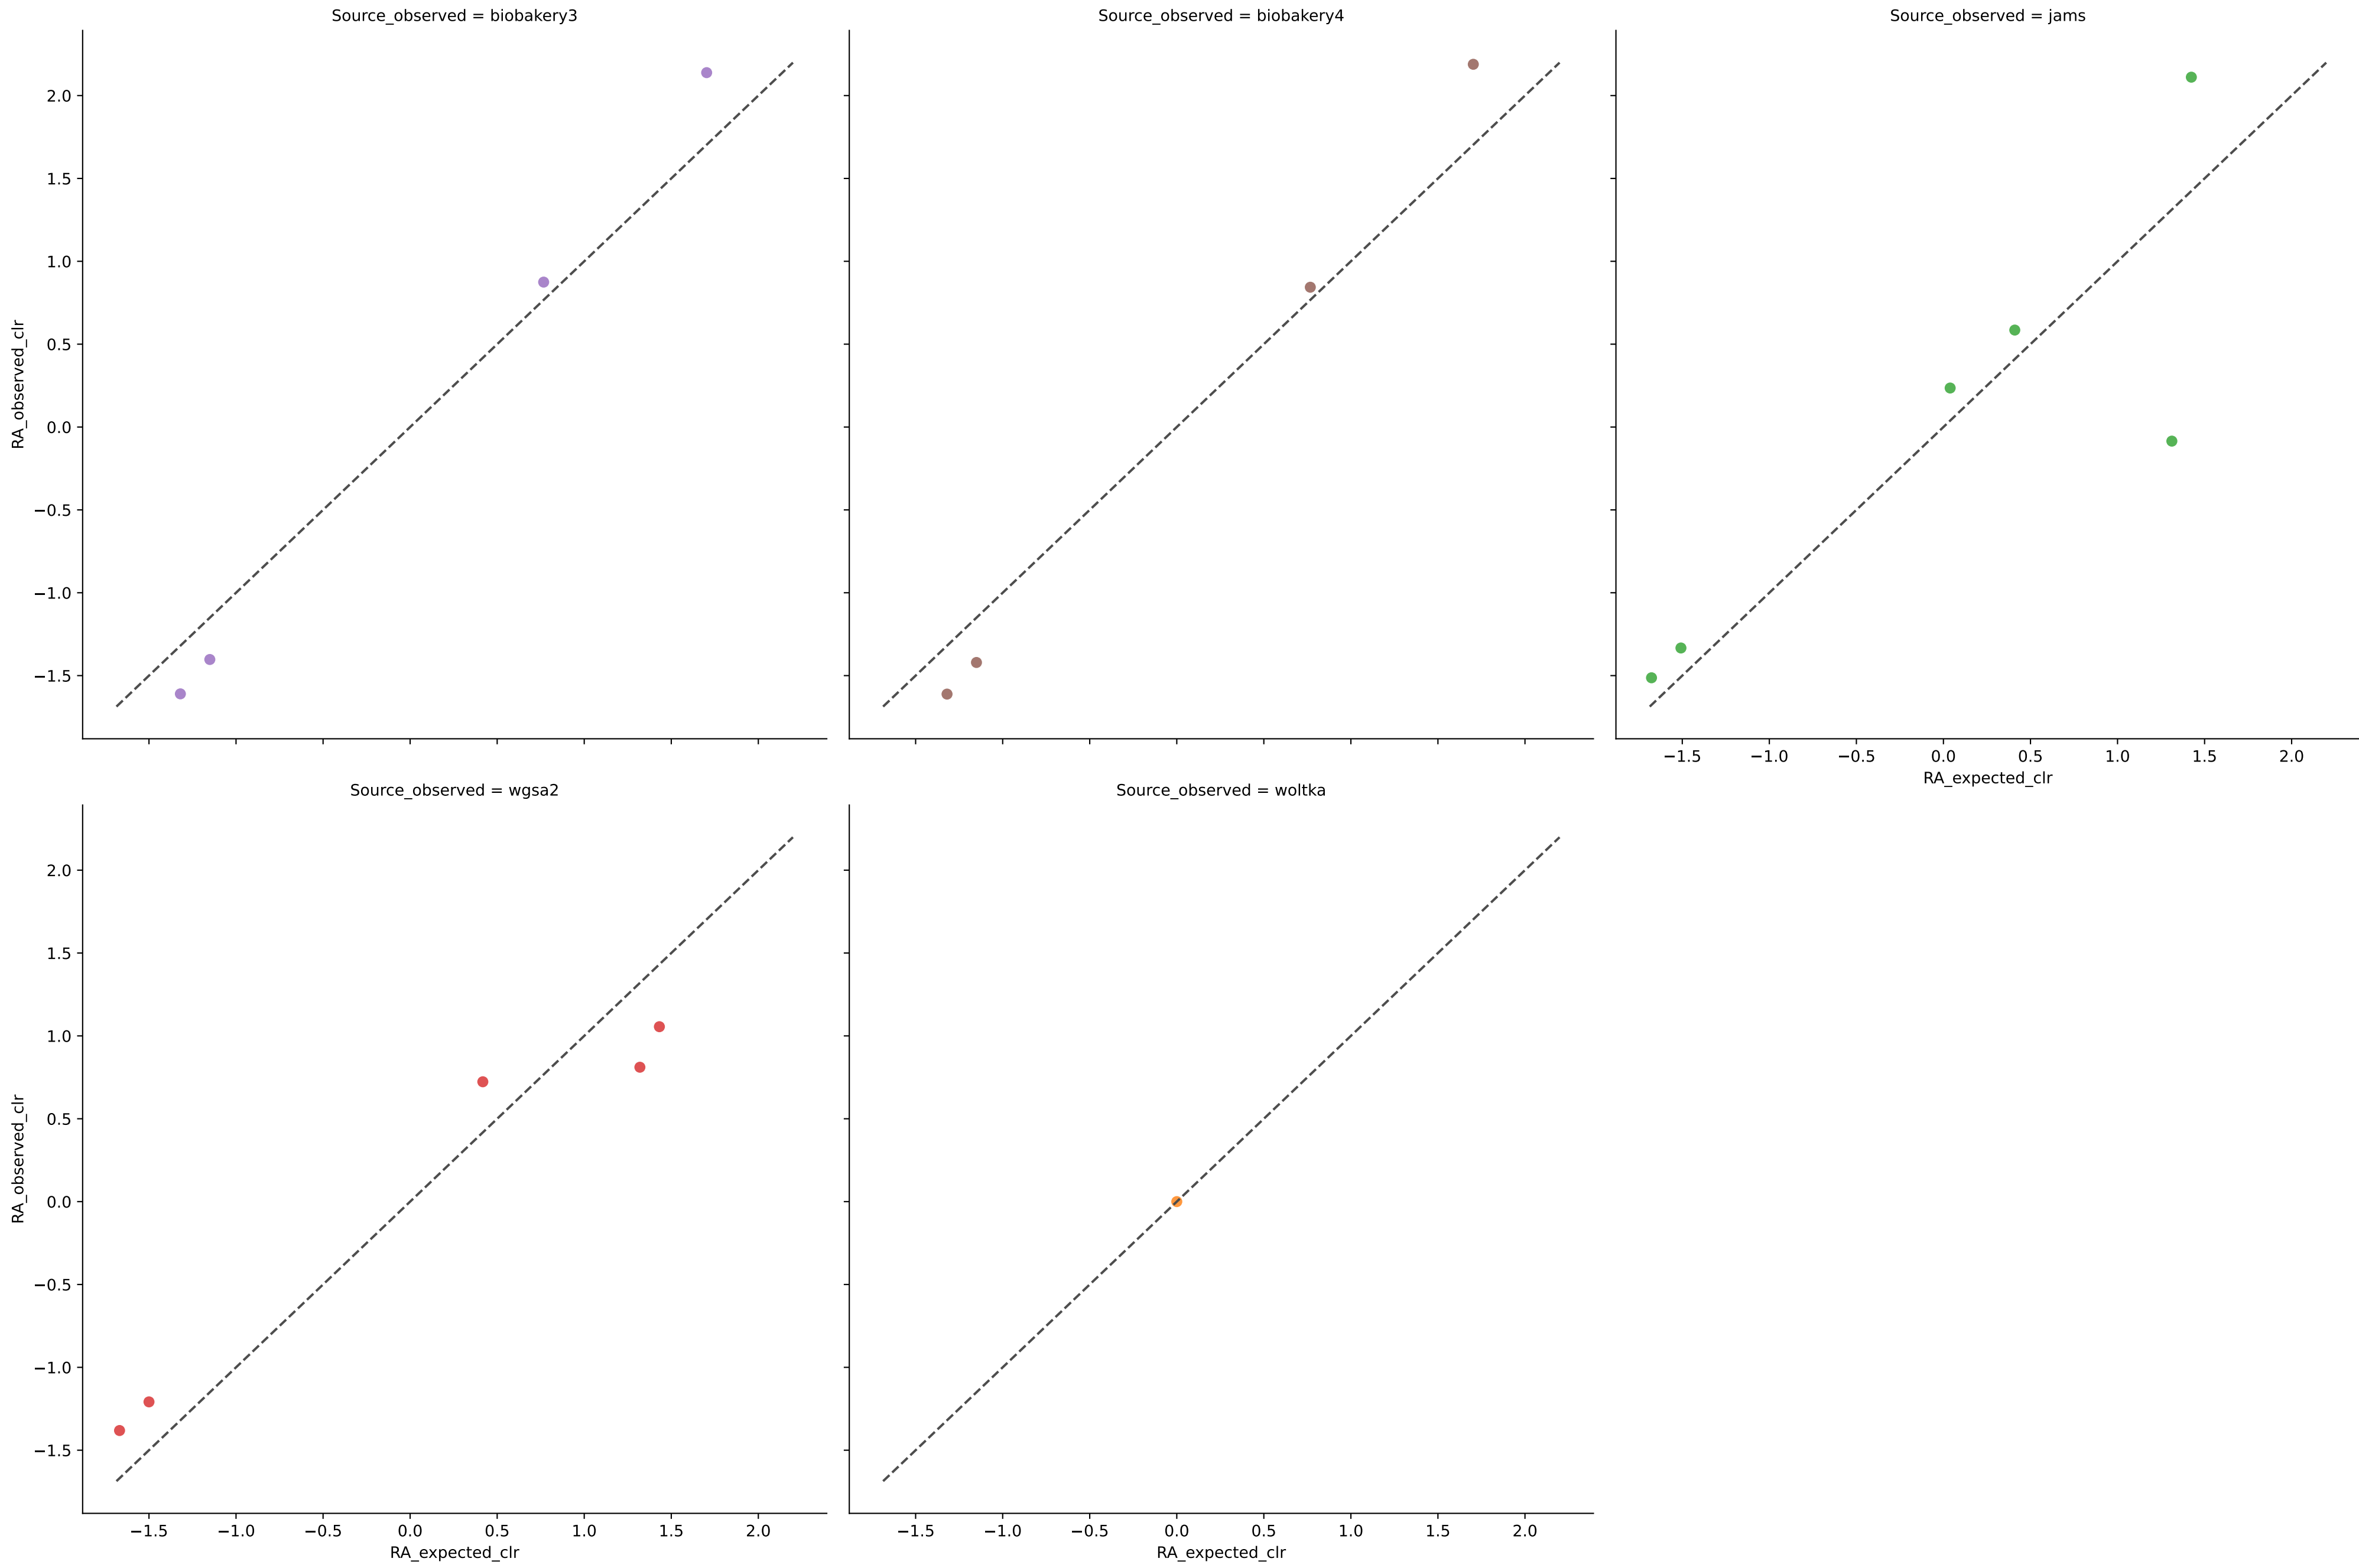 Source_observed = biobakery3
Source_observed = biobakery4
Source_observed = jams
RA_observed_clr
2.0
1.5
1.0
0.5
0.0
−0.5
−1.0
−1.5
−1.5 −1.0 −0.5 0.0 0.5 1.0 1.5 2.0
RA_expected_clr
Source_observed = wgsa2
Source_observed = woltka
RA_observed_clr
2.0
1.5
1.0
0.5
0.0
−0.5
−1.0
−1.5
−1.5 −1.0 −0.5 0.0 0.5 1.0 1.5 2.0
RA_expected_clr
−1.5 −1.0 −0.5 0.0 0.5 1.0 1.5 2.0
RA_expected_clr